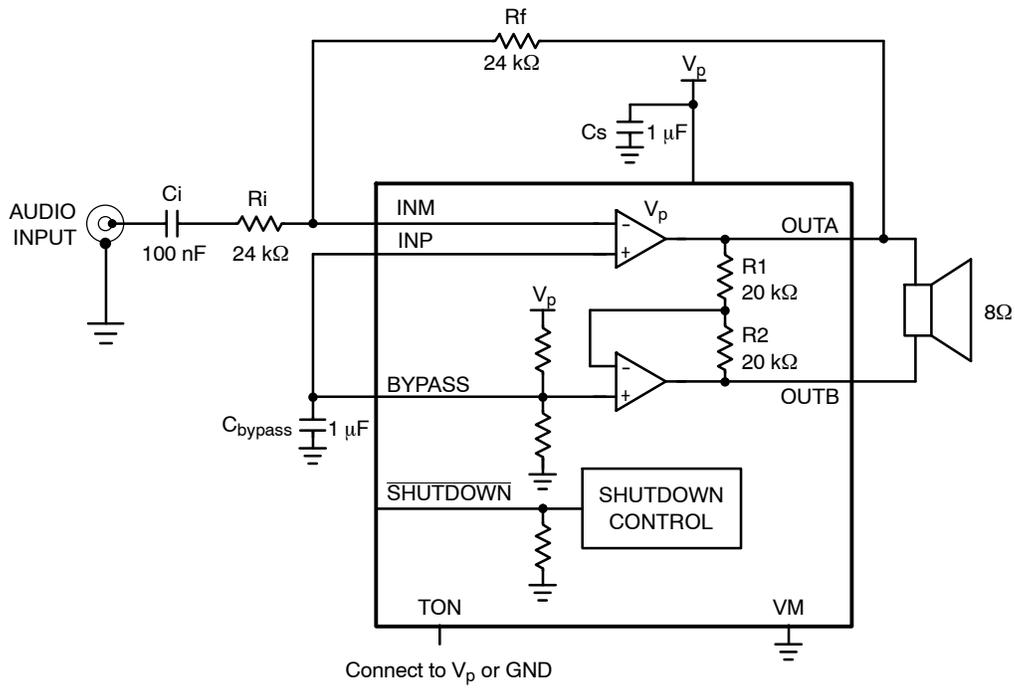 Rf
24 kΩ
Vp
Cs
1 μF
AUDIO
INPUT
Ci
100 nF
Ri
24 kΩ
INM
INP
Vp
-
+
OUTA
R1
20 kΩ
R2
20 kΩ
8Ω
Vp
-
+
BYPASS
OUTB
Cbypass
1 μF
SHUTDOWN
SHUTDOWN
CONTROL
TON
VM
Connect to Vp or GND